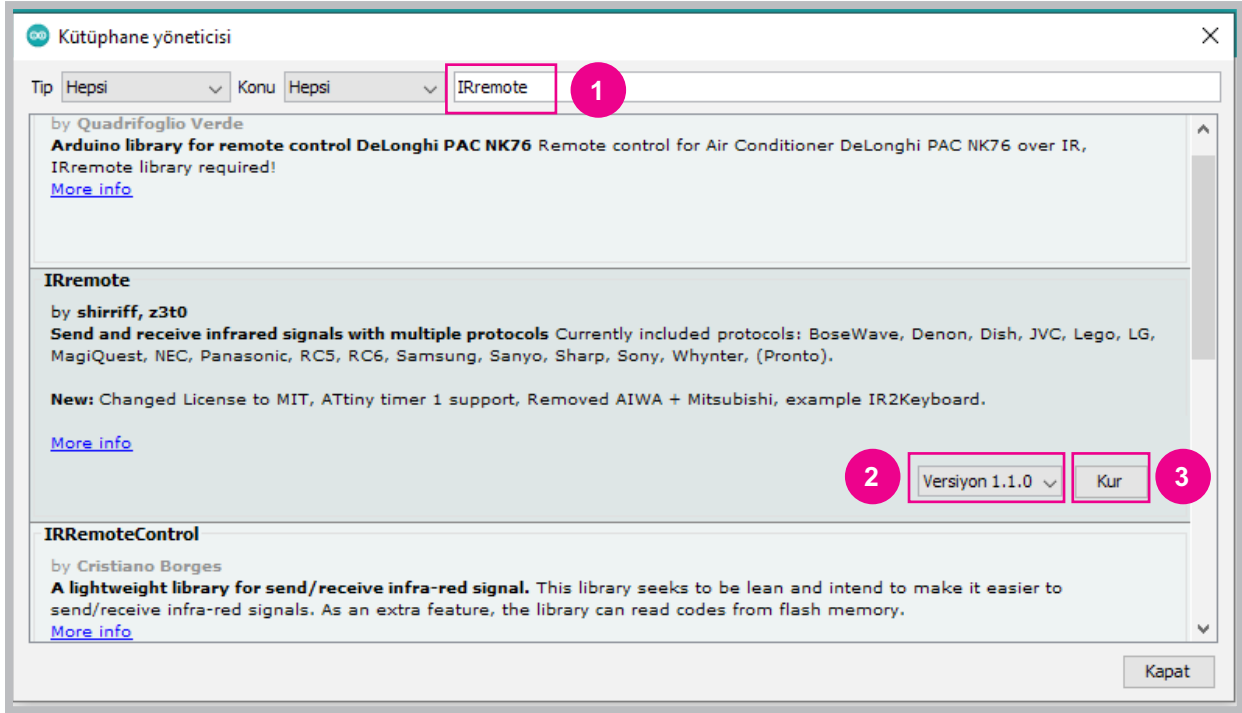 Kütüphane yöneticisi
Tip Hepsi Konu Hepsi IRremote 1
by Quadrifoglio Verde
Arduino library for remote control DeLonghi PAC NK76 Remote control for Air Conditioner DeLonghi PAC NK76 over IR,
IRremote library required!
More info
IRremote
by shirriff, z3t0
Send and receive infrared signals with multiple protocols Currently included protocols: BoseWave, Denon, Dish, JVC, Lego, LG,
MagiQuest, NEC, Panasonic, RC5, RC6, Samsung, Sanyo, Sharp, Sony, Whynter, (Pronto).
New: Changed License to MIT, ATtiny timer 1 support, Removed AIWA + Mitsubishi, example IR2Keyboard.
More info
2 Versiyon 1.1.0 Kur 3
IRRemoteControl
by Cristiano Borges
A lightweight library for send/receive infra-red signal. This library seeks to be lean and intend to make it easier to
send/receive infra-red signals. As an extra feature, the library can read codes from flash memory.
More info
Kapat